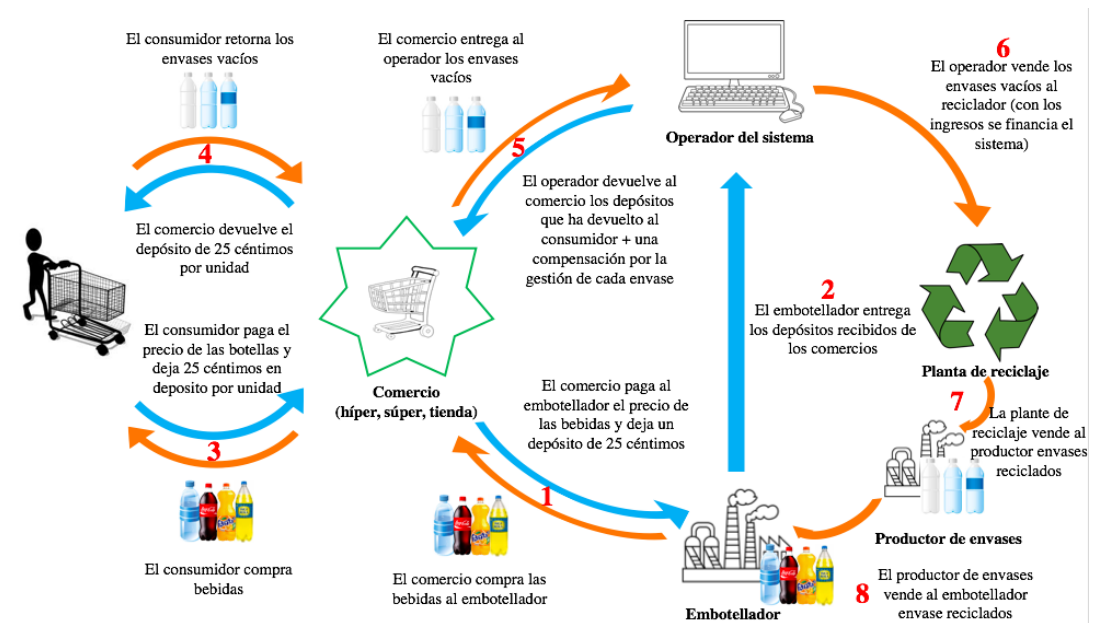 El consumidor retorna los
envases vacíos
4
El comercio devuelve el
depósito de 25 céntimos
por unidad
El consumidor paga el
precio de las botellas y
deja 25 céntimos en
deposito por unidad
3
El consumidor compra
bebidas
El comercio entrega al
operador los envases
vacíos
5
El operador devuelve al
comercio los depósitos
que ha devuelto al
consumidor + una
compensación por la
gestión de cada envase
Comercio
(híper, súper, tienda)
El comercio paga al
embotellador el precio de
las bebidas y deja un
depósito de 25 céntimos
1
El comercio compra las
bebidas al embotellador
Operador del sistema
2
El embotellador entrega
los depósitos recibidos de
los comercios
Embotellador
6
El operador vende los
envases vacíos al
reciclador (con los
ingresos se financia el
sistema)
Planta de reciclaje
7
La plante de
reciclaje vende al
productor envases
reciclados
Productor de envases
8
El productor de envases
vende al embotellador
envase reciclados